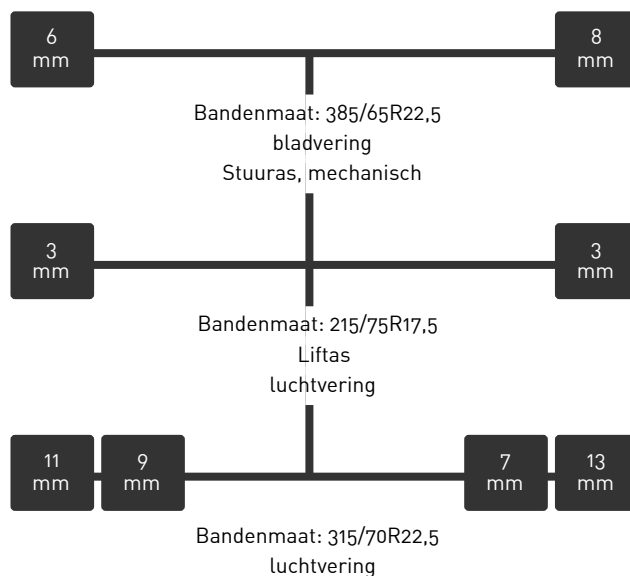 6 mm 8 mm
Bandenmaat: 385/65R22,5
bladvering
Stuuras, mechanisch
3 mm 3 mm
Bandenmaat: 215/75R17,5
Liftas
luchtvering
11 mm 9 mm 7 mm 13 mm
Bandenmaat: 315/70R22,5
luchtvering